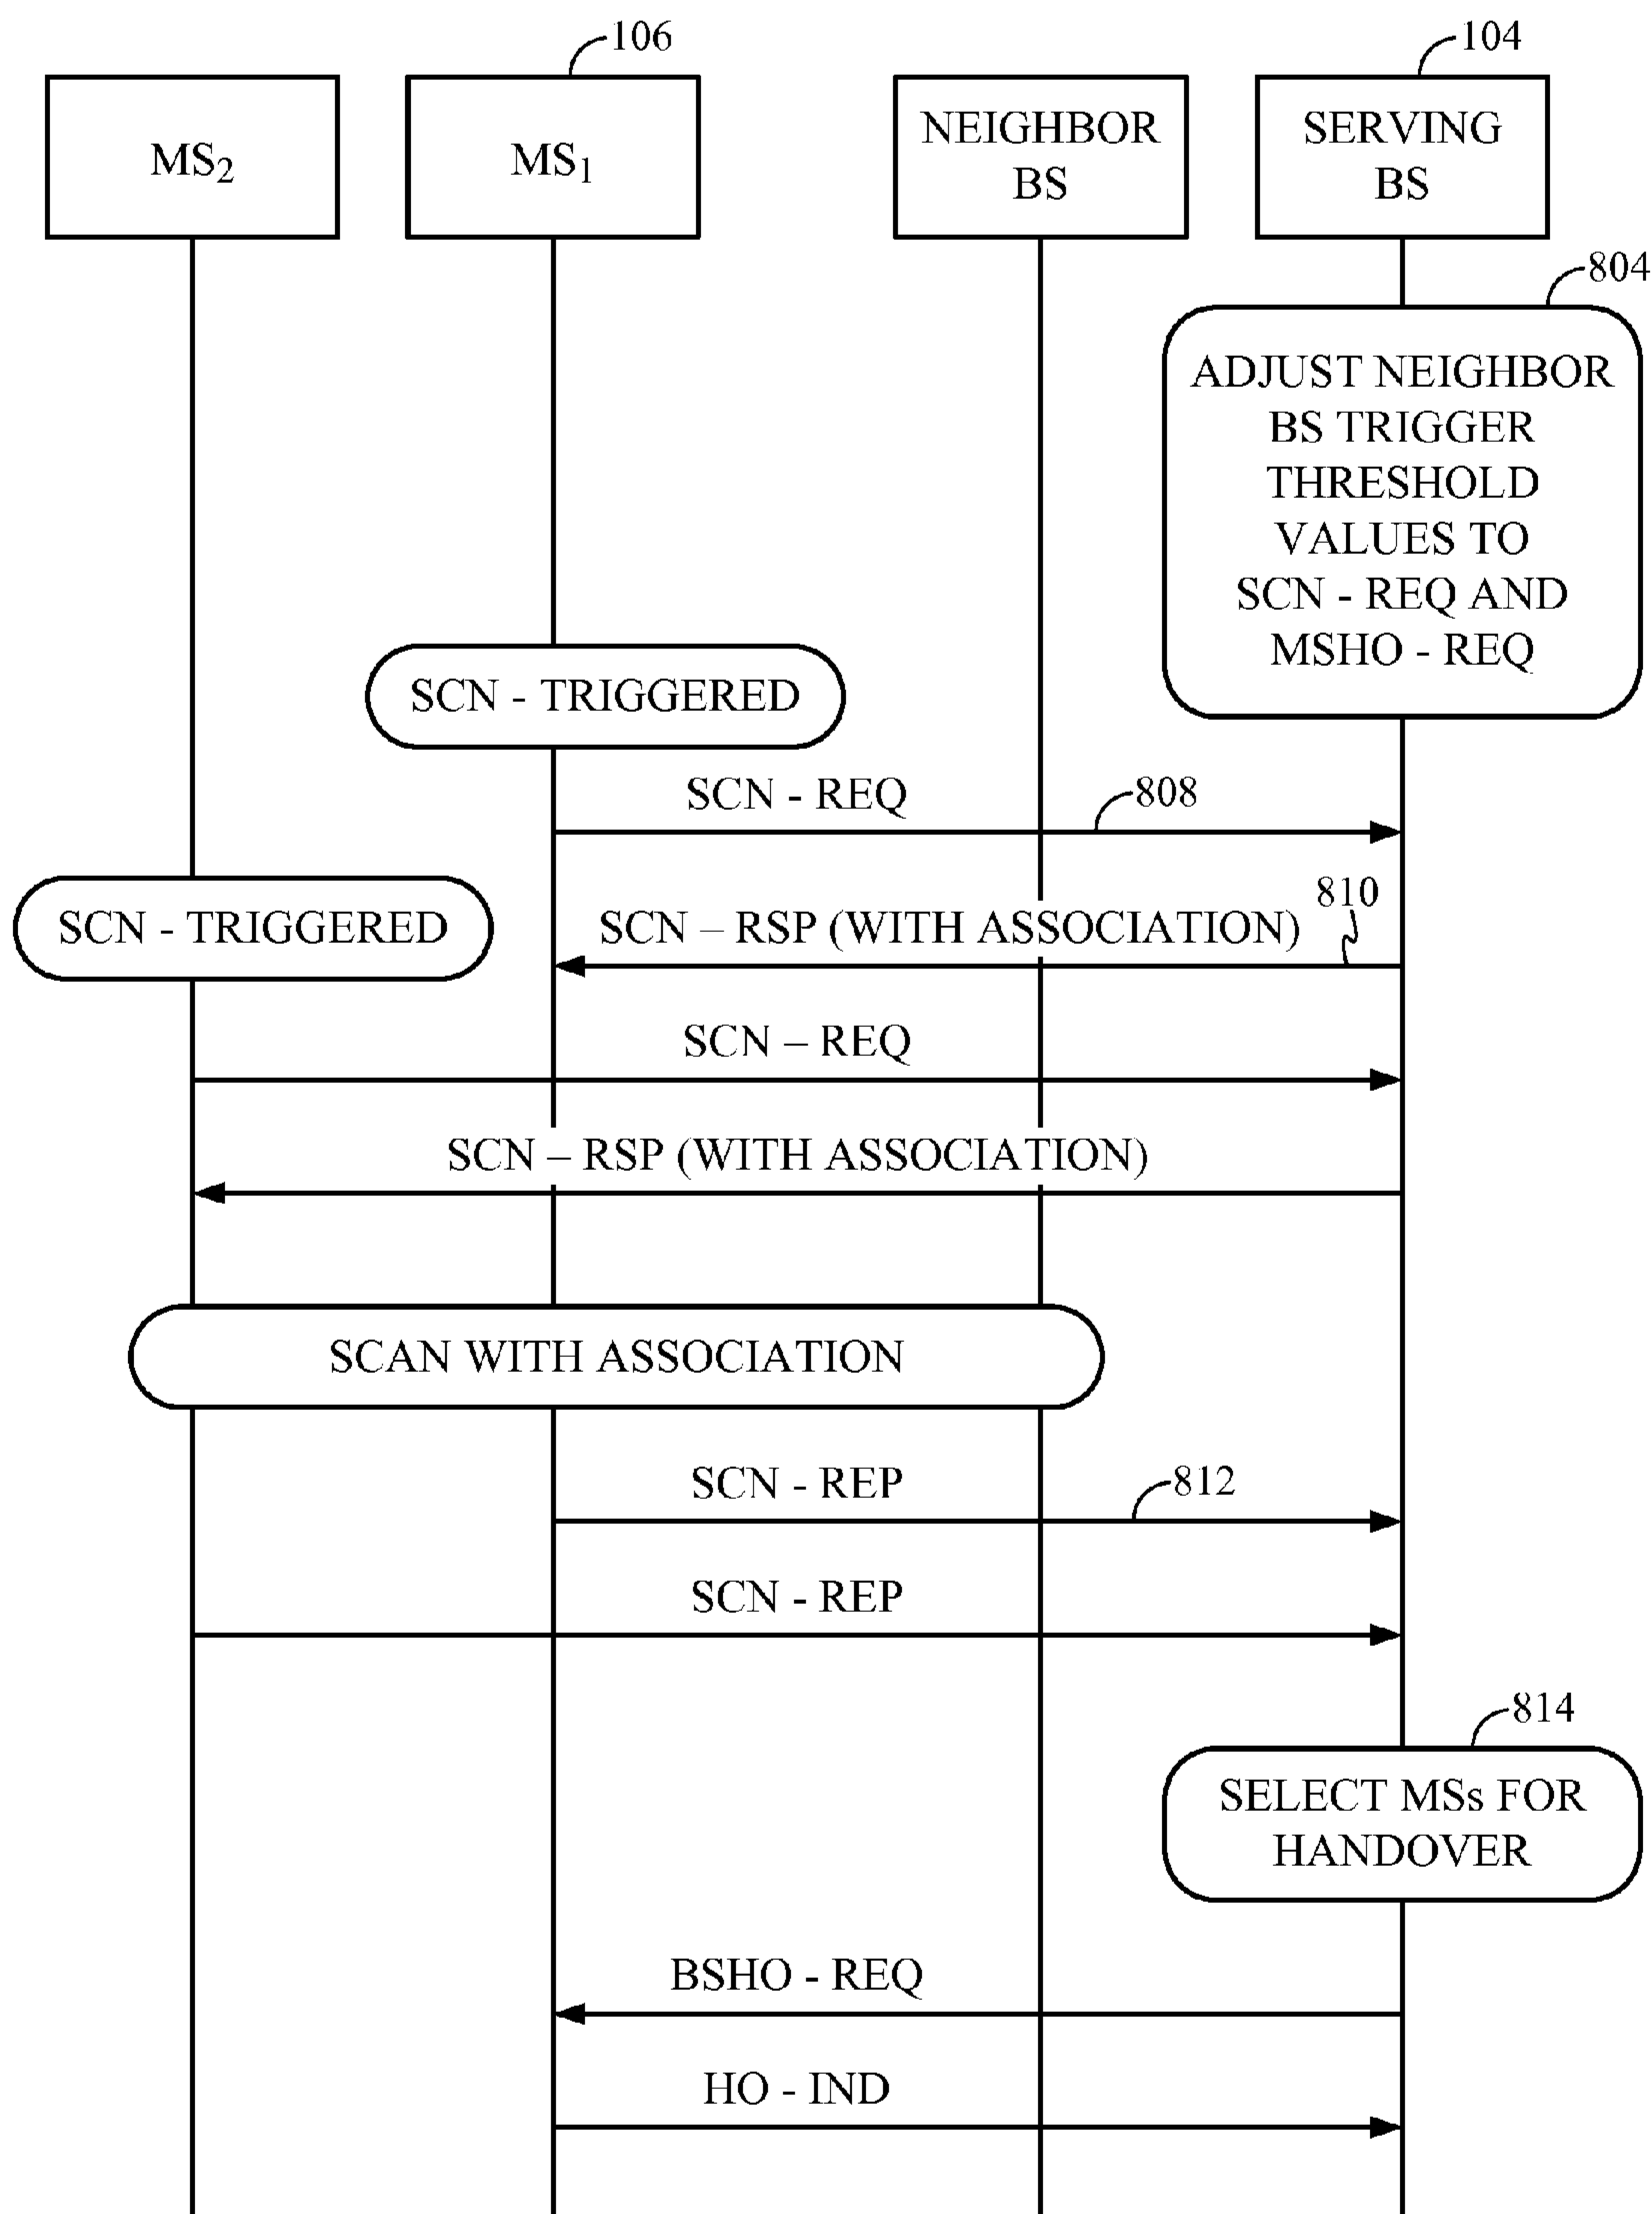 106
104
MS2
MS1
NEIGHBOR
BS
SERVING
BS
804
ADJUST NEIGHBOR
BS TRIGGER
THRESHOLD
VALUES TO
SCN - REQ AND
MSHO - REQ
SCN - TRIGGERED
SCN - REQ
808
810
SCN - TRIGGERED
SCN – RSP (WITH ASSOCIATION)
SCN – REQ
SCN – RSP (WITH ASSOCIATION)
SCAN WITH ASSOCIATION
SCN - REP
812
SCN - REP
814
SELECT MSs FOR
HANDOVER
BSHO - REQ
HO - IND